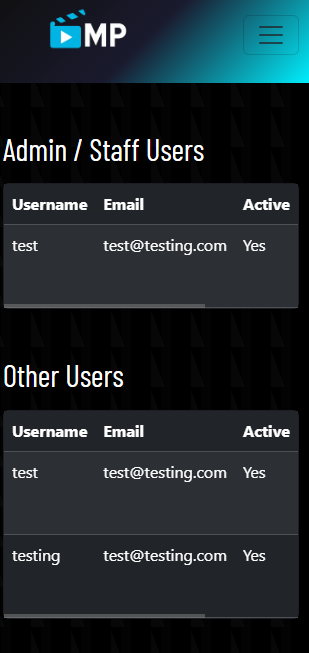 MP
Admin / Staff Users
Username Email Active
test test@testing.com Yes
Other Users
Username Email Active
test test@testing.com Yes
testing test@testing.com Yes